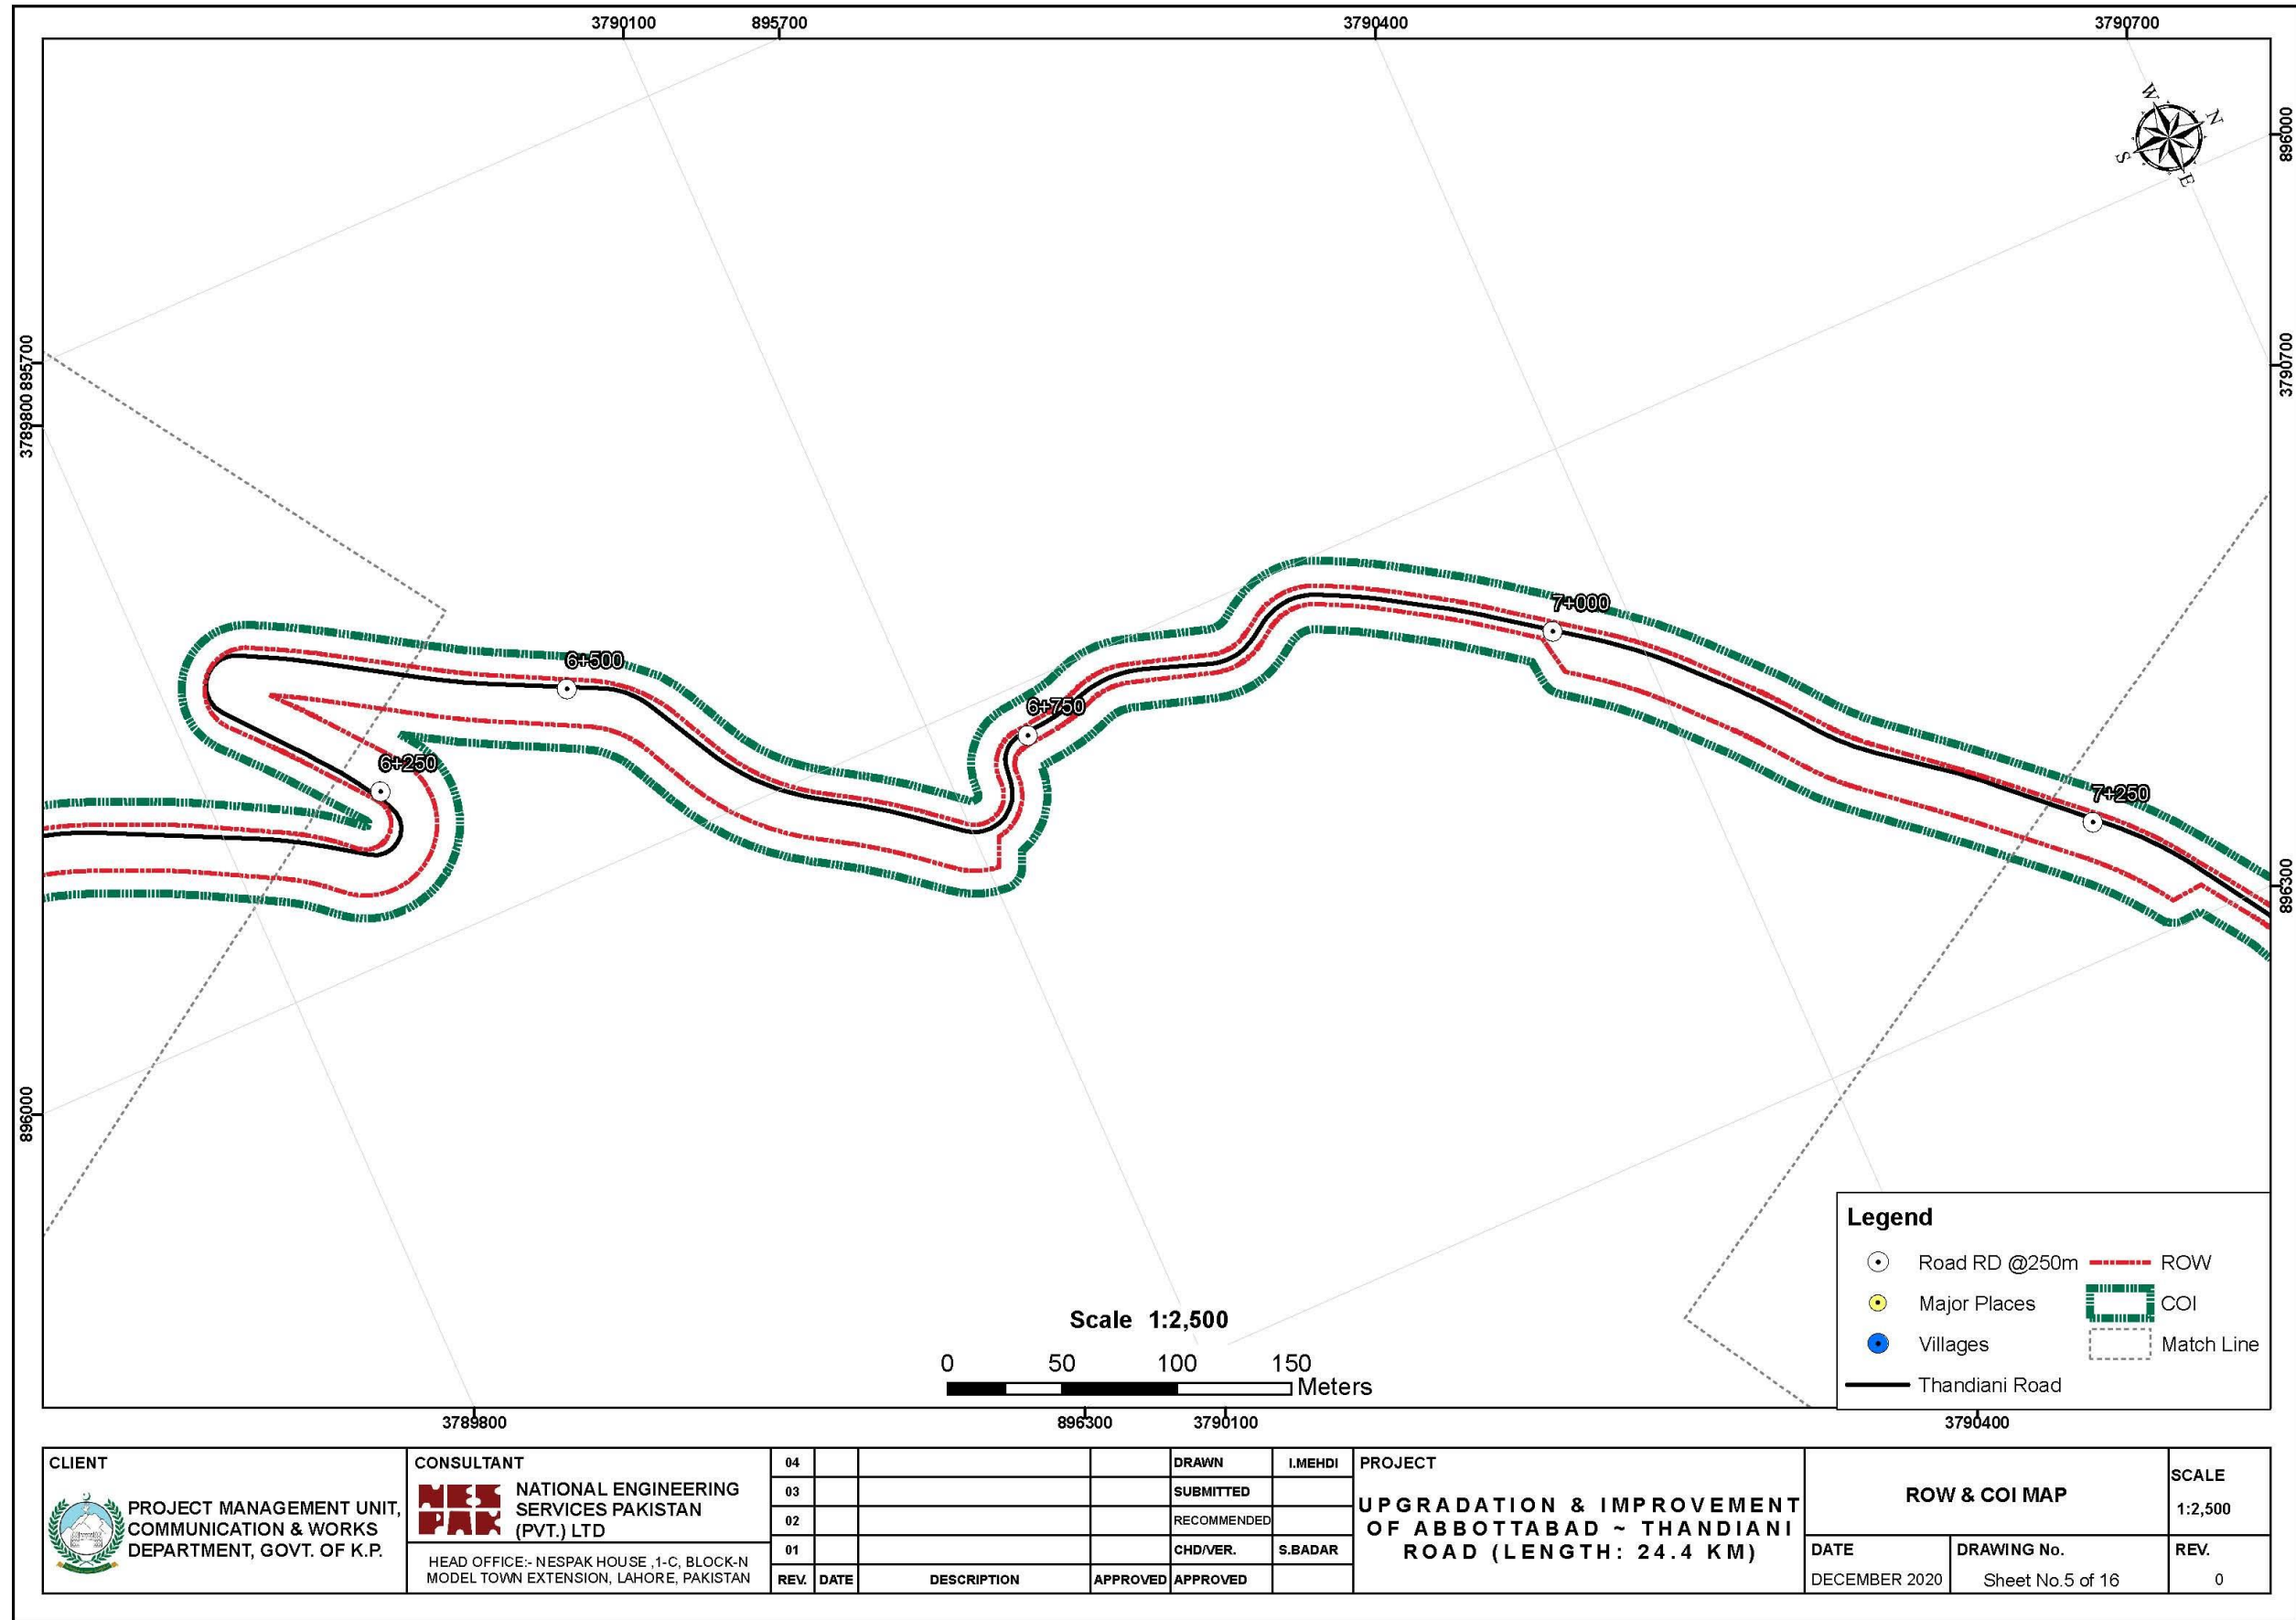 3790100
895700
3790400
3790700
W
N
S
E
896000
895700
3789800
3790700
6+500
7+000
6+750
6+250
7+250
896300
896000
Legend
Road RD @250m
ROW
Major Places
COI
Villages
Match Line
Thandiani Road
Scale 1:2,500
0 50 100 150
Meters
3789800
896300
3790100
3790400
CLIENT
PROJECT MANAGEMENT UNIT,
COMMUNICATION & WORKS
DEPARTMENT, GOVT. OF K.P.
CONSULTANT
NES
PAK
NATIONAL ENGINEERING
SERVICES PAKISTAN
(PVT.) LTD
HEAD OFFICE:- NESPAK HOUSE ,1-C, BLOCK-N
MODEL TOWN EXTENSION, LAHORE, PAKISTAN
04
03
02
01
REV. DATE DESCRIPTION APPROVED
DRAWN I.MEHDI
SUBMITTED
RECOMMENDED
CHD/VER. S.BADAR
APPROVED
PROJECT
UPGRADATION & IMPROVEMENT
OF ABBOTTABAD ~ THANDIANI
ROAD (LENGTH: 24.4 KM)
ROW & COI MAP
SCALE
1:2,500
DATE
DECEMBER 2020
DRAWING No.
Sheet No.5 of 16
REV.
0